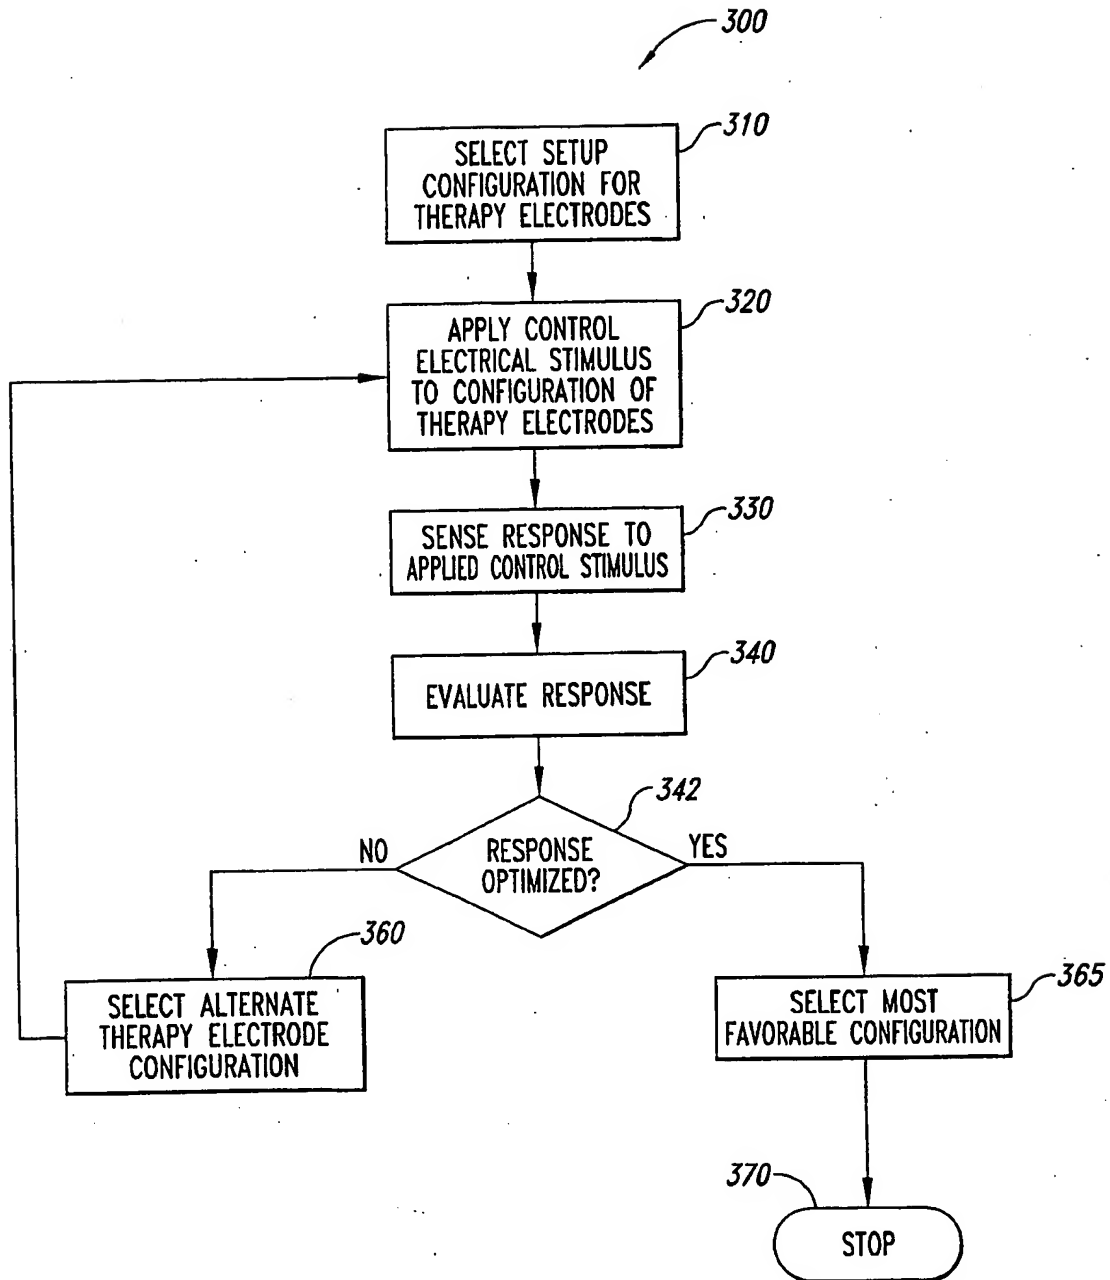 300
310
SELECT SETUP
CONFIGURATION FOR
THERAPY ELECTRODES
320
APPLY CONTROL
ELECTRICAL STIMULUS
TO CONFIGURATION OF
THERAPY ELECTRODES
330
SENSE RESPONSE TO
APPLIED CONTROL STIMULUS
340
EVALUATE RESPONSE
342
NO
RESPONSE
OPTIMIZED?
YES
360
SELECT ALTERNATE
THERAPY ELECTRODE
CONFIGURATION
365
SELECT MOST
FAVORABLE CONFIGURATION
370
STOP